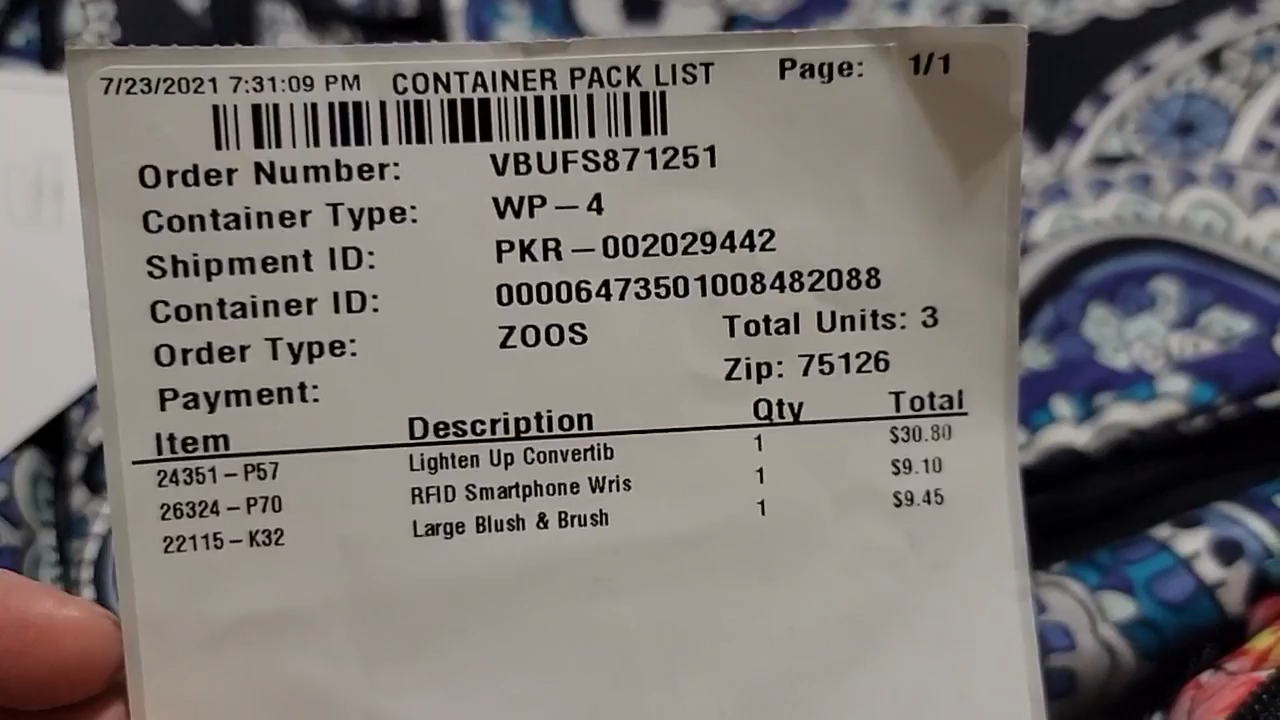 7/23/2021 7:31:09 PM CONTAINER PACK LIST Page: 1/1
Order Number: VBUFS871251
Container Type: WP-4
Shipment ID: PKR-002029442
Container ID: 00006473501008482088
Order Type: ZOOS Total Units: 3
Payment: Zip: 75126
Item Description Qty Total
24351-P57 Lighten Up Convertib 1 $30.80
26324-P70 RFID Smartphone Wris 1 $9.10
22115-K32 Large Blush & Brush 1 $9.45